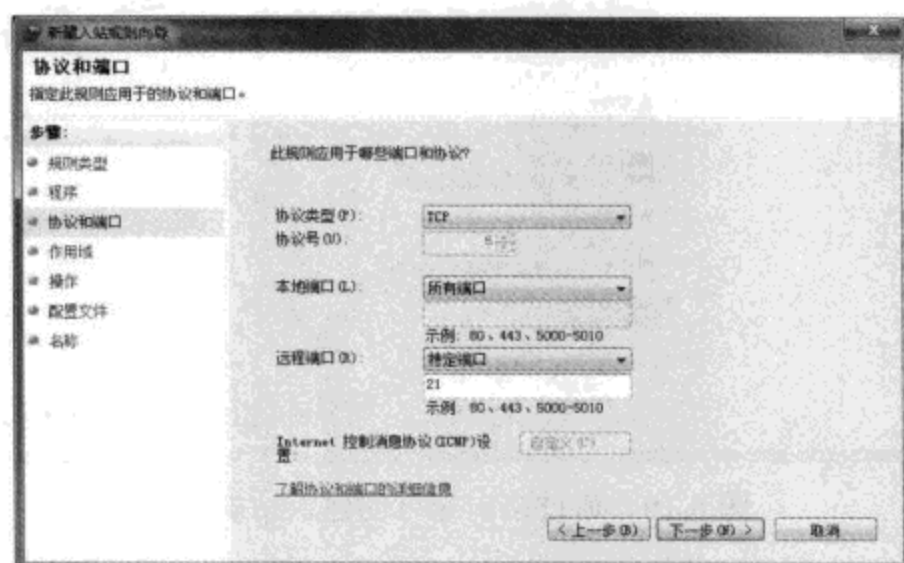 新建入站规则向导
协议和端口
指定此规则应用于的协议和端口。
步骤:
规则类型
程序
协议和端口
作用域
操作
配置文件
名称
此规则应用于哪些端口和协议?
协议类型(P): TCP
协议号(U): 6
本地端口(L): 所有端口
示例: 80、443、5000-5010
远程端口(R): 特定端口
21
示例: 80、443、5000-5010
Internet 控制消息协议(ICMP)设置: 自定义(C)
了解协议和端口的详细信息
< 上一步(B) 下一步(N) > 取消